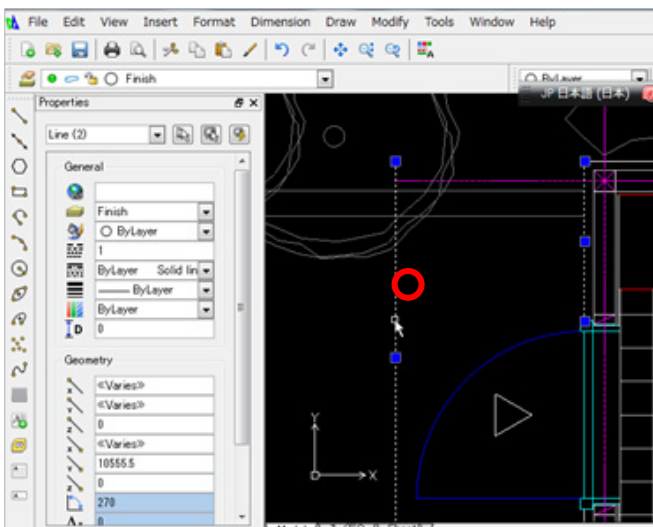 File Edit View Insert Format Dimension Draw Modify Tools Window Help
Finish
ByLayer
JP 日本語 (日本)
Properties
Line (2)
General
Finish
ByLayer
1
ByLayer Solid lin
ByLayer
ByLayer
ID 0
Geometry
«Varies»
«Varies»
0
«Varies»
10555.5
0
270
0
Y
X